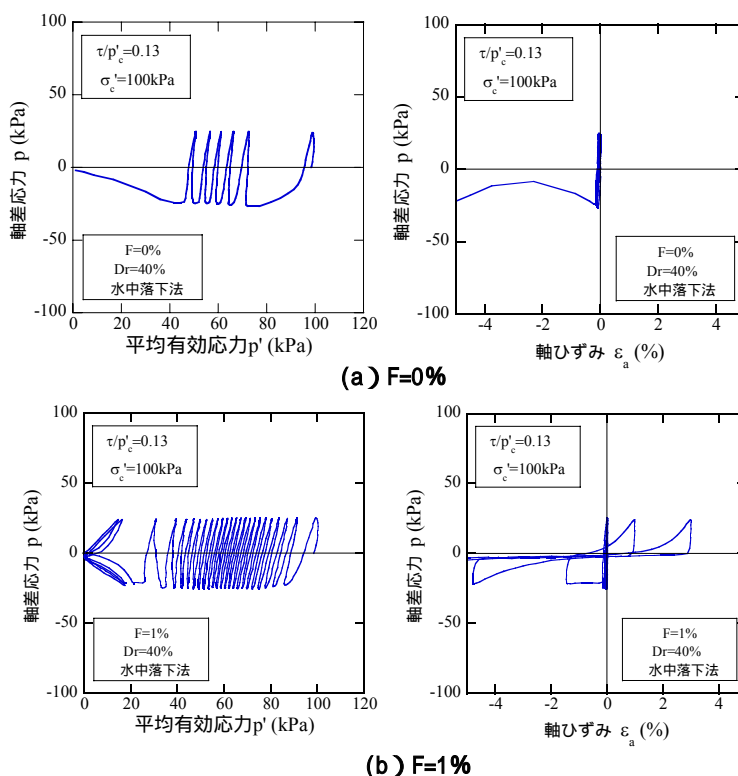 100
50
0
-50
-100
軸差応力 p (kPa)
τ/p'c=0.13
σc'=100kPa
F=0%
Dr=40%
水中落下法
0 20 40 60 80 100 120
平均有効応力p' (kPa)
100
50
0
-50
-100
軸差応力 p (kPa)
τ/p'c=0.13
σc'=100kPa
F=0%
Dr=40%
水中落下法
-4 -2 0 2 4
軸ひずみ εa (%)
(a) F=0%
100
50
0
-50
-100
軸差応力 p (kPa)
τ/p'c=0.13
σc'=100kPa
F=1%
Dr=40%
水中落下法
0 20 40 60 80 100 120
平均有効応力p' (kPa)
100
50
0
-50
-100
軸差応力 p (kPa)
τ/p'c=0.13
σc'=100kPa
F=1%
Dr=40%
水中落下法
-4 -2 0 2 4
軸ひずみ εa (%)
(b) F=1%